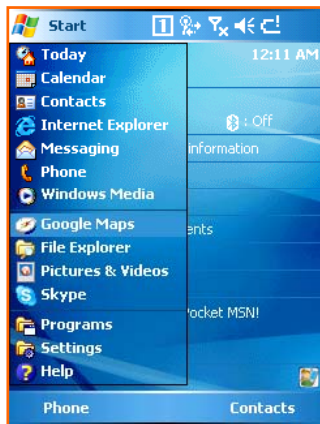 Start 1
Today 12:11 AM
Calendar
Contacts
Internet Explorer : Off
Messaging information
Phone
Windows Media
Google Maps ents
File Explorer
Pictures & Videos
Skype
Pocket MSN!
Programs
Settings
Help
Phone Contacts